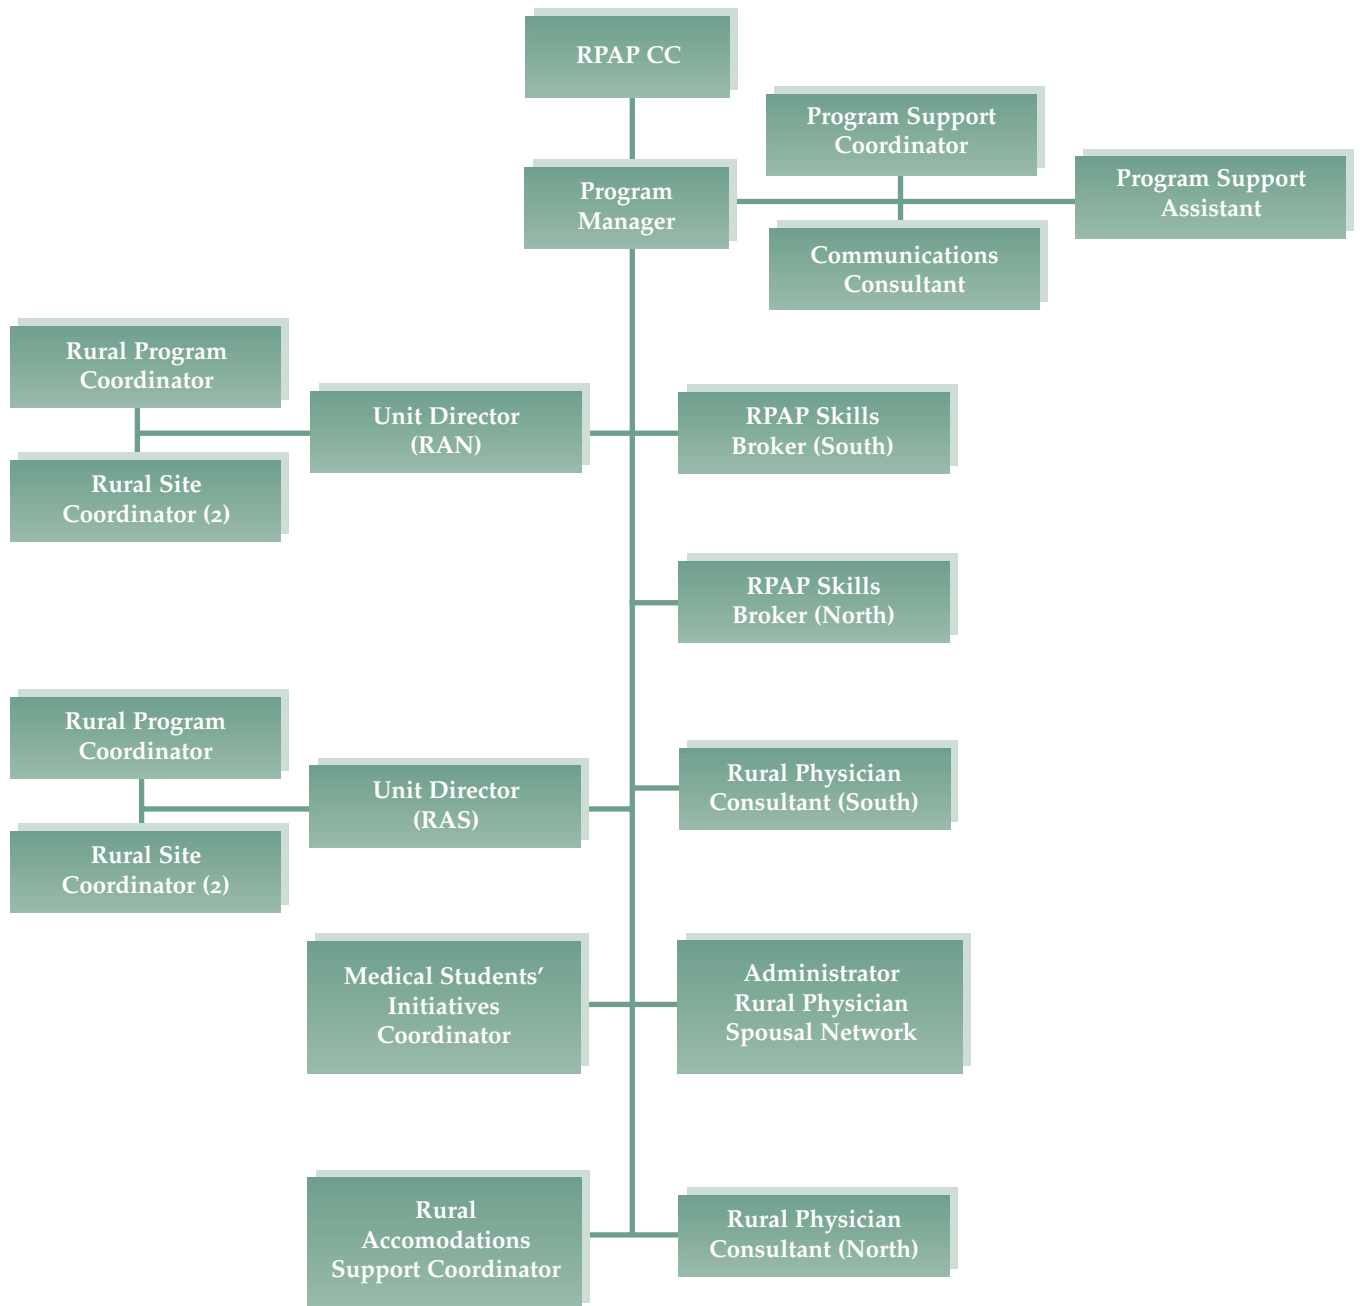 RPAP CC
Program Support
Coordinator
Program
Manager
Program Support
Assistant
Communications
Consultant
Rural Program
Coordinator
Unit Director
(RAN)
RPAP Skills
Broker (South)
Rural Site
Coordinator (2)
RPAP Skills
Broker (North)
Rural Program
Coordinator
Unit Director
(RAS)
Rural Physician
Consultant (South)
Rural Site
Coordinator (2)
Medical Students’
Initiatives
Coordinator
Administrator
Rural Physician
Spousal Network
Rural
Accomodations
Support Coordinator
Rural Physician
Consultant (North)